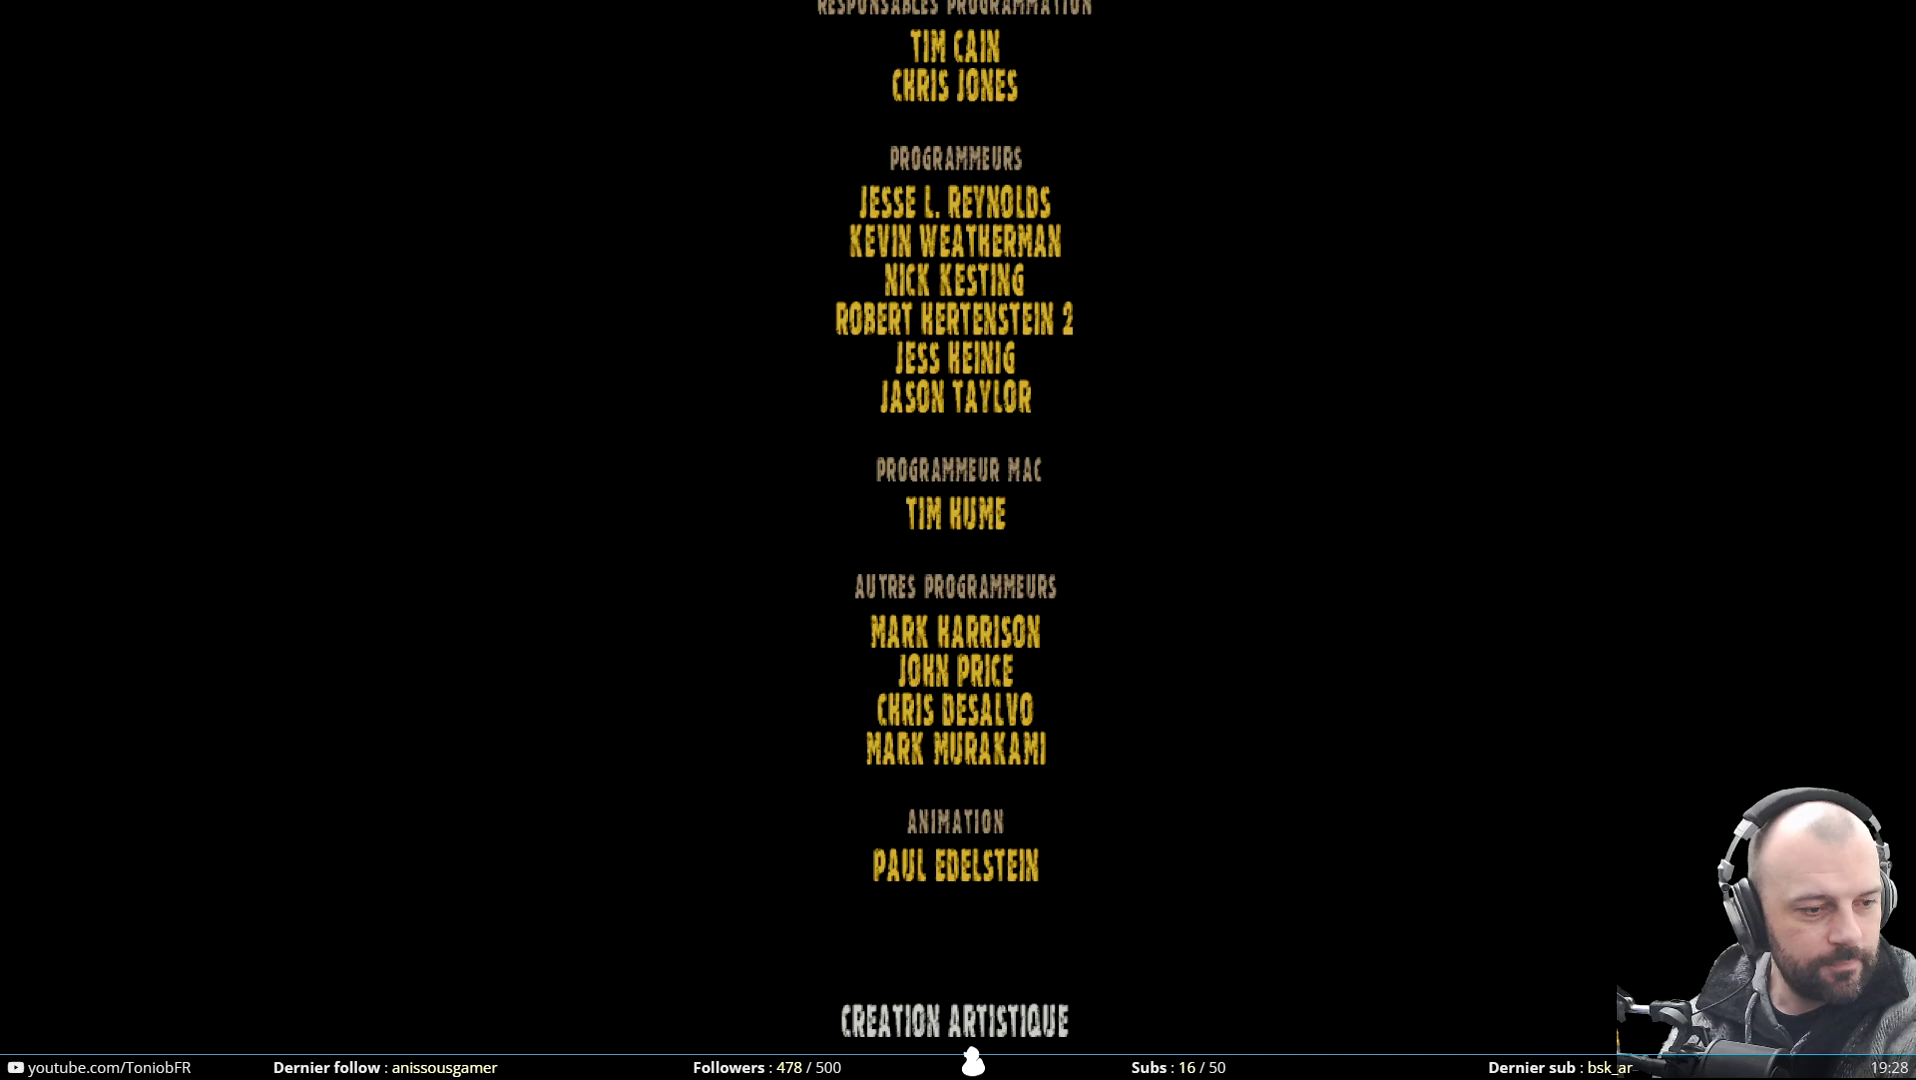 RESPONSABLES PROGRAMMATION
TIM CAIN
CHRIS JONES
PROGRAMMEURS
JESSE L. REYNOLDS
KEVIN WEATHERMAN
NICK KESTING
ROBERT HERTENSTEIN 2
JESS HEINIG
JASON TAYLOR
PROGRAMMEUR MAC
TIM HUME
AUTRES PROGRAMMEURS
MARK HARRISON
JOHN PRICE
CHRIS DESALVO
MARK MURAKAMI
ANIMATION
PAUL EDELSTEIN
CREATION ARTISTIQUE
youtube.com/ToniobFR Dernier follow : anissousgamer Followers : 478 / 500 Subs : 16 / 50 Dernier sub : bsk_ar 19:28